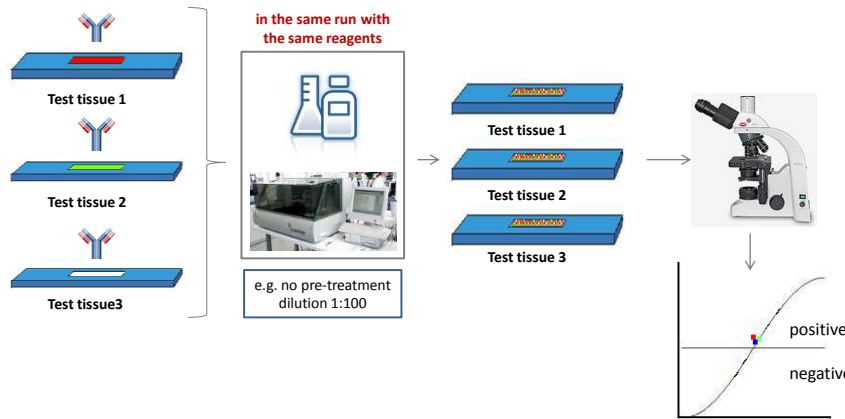 in the same run with
the same reagents
Test tissue 1
Test tissue 2
Test tissue3
e.g. no pre-treatment
dilution 1:100
Test tissue 1
Test tissue 2
Test tissue 3
positive
negative